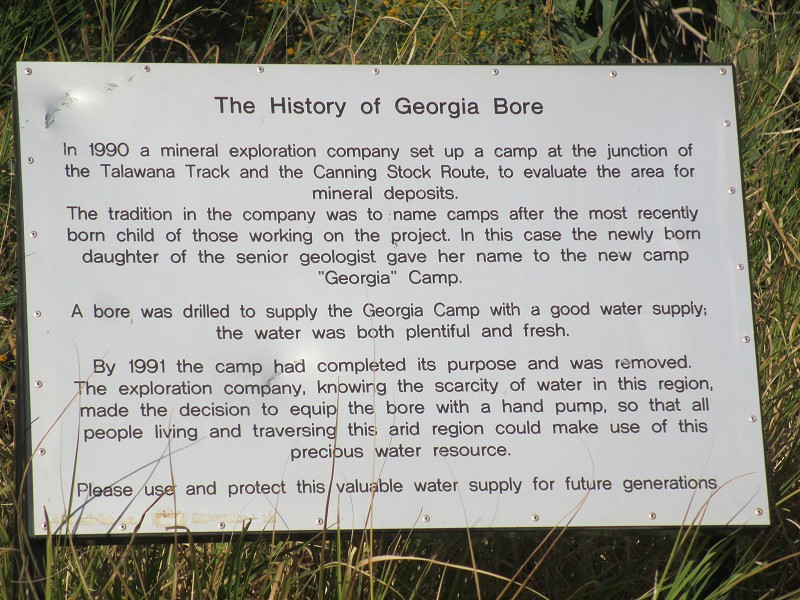 The History of Georgia Bore
In 1990 a mineral exploration company set up a camp at the junction of
the Talawana Track and the Canning Stock Route, to evaluate the area for
mineral deposits.
The tradition in the company was to name camps after the most recently
born child of those working on the project. In this case the newly born
daughter of the senior geologist gave her name to the new camp
"Georgia" Camp.
A bore was drilled to supply the Georgia Camp with a good water supply;
the water was both plentiful and fresh.
By 1991 the camp had completed its purpose and was removed.
The exploration company, knowing the scarcity of water in this region,
made the decision to equip the bore with a hand pump, so that all
people living and traversing this arid region could make use of this
precious water resource.
Please use and protect this valuable water supply for future generations